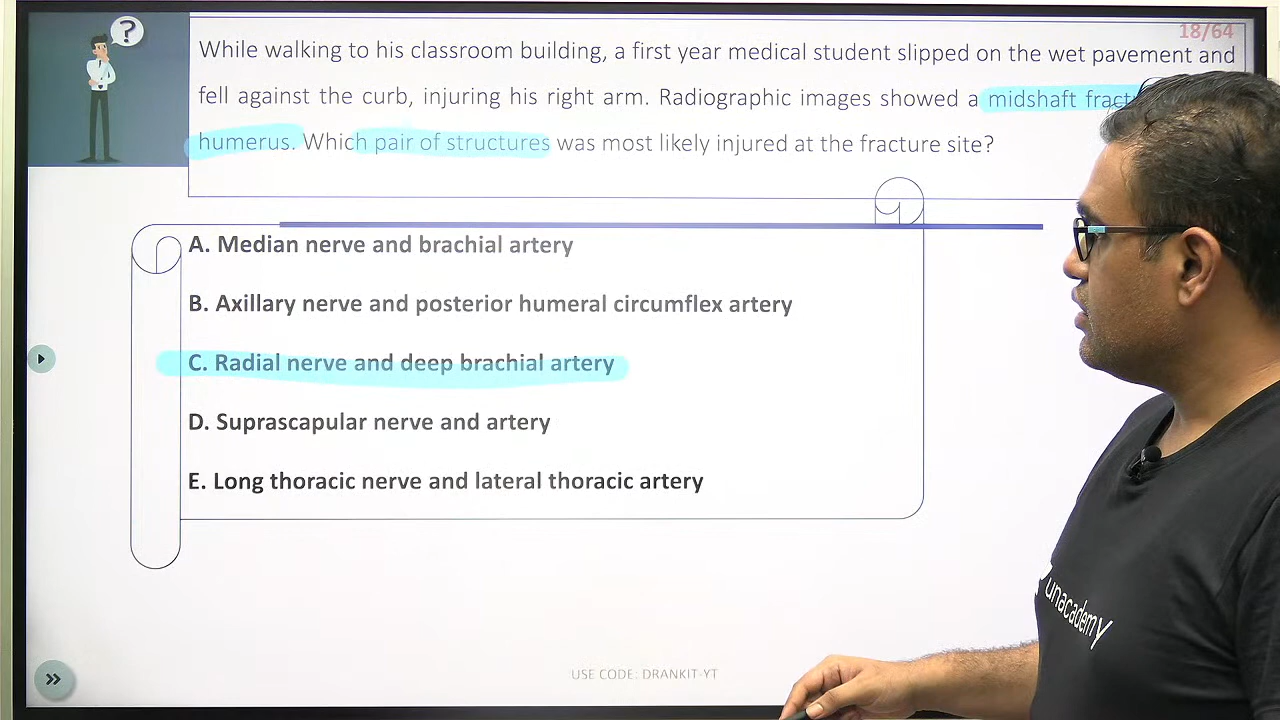 18/64
?
While walking to his classroom building, a first year medical student slipped on the wet pavement and
fell against the curb, injuring his right arm. Radiographic images showed a midshaft
humerus. Which pair of structures was most likely injured at the fracture site?
A. Median nerve and brachial artery
B. Axillary nerve and posterior humeral circumflex artery
C. Radial nerve and deep brachial artery
D. Suprascapular nerve and artery
E. Long thoracic nerve and lateral thoracic artery
unacademy
USE CODE: DRANKIT-YT